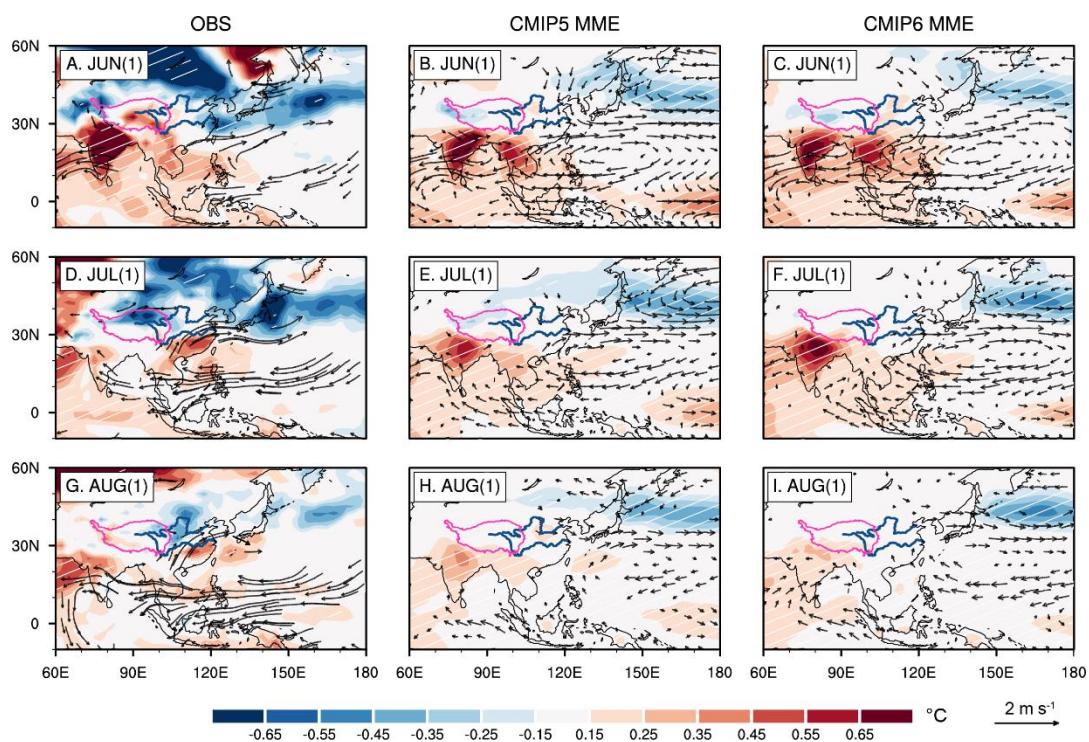 OBS CMIP5 MME CMIP6 MME
60N A. JUN(1) B. JUN(1) C. JUN(1)
30N
0
60N D. JUL(1) E. JUL(1) F. JUL(1)
30N
0
60N G. AUG(1) H. AUG(1) I. AUG(1)
30N
0
60E 90E 120E 150E 180 60E 90E 120E 150E 180 60E 90E 120E 150E 180
°C 2 m s⁻¹
-0.65 -0.55 -0.45 -0.35 -0.25 -0.15 0.15 0.25 0.35 0.45 0.55 0.65